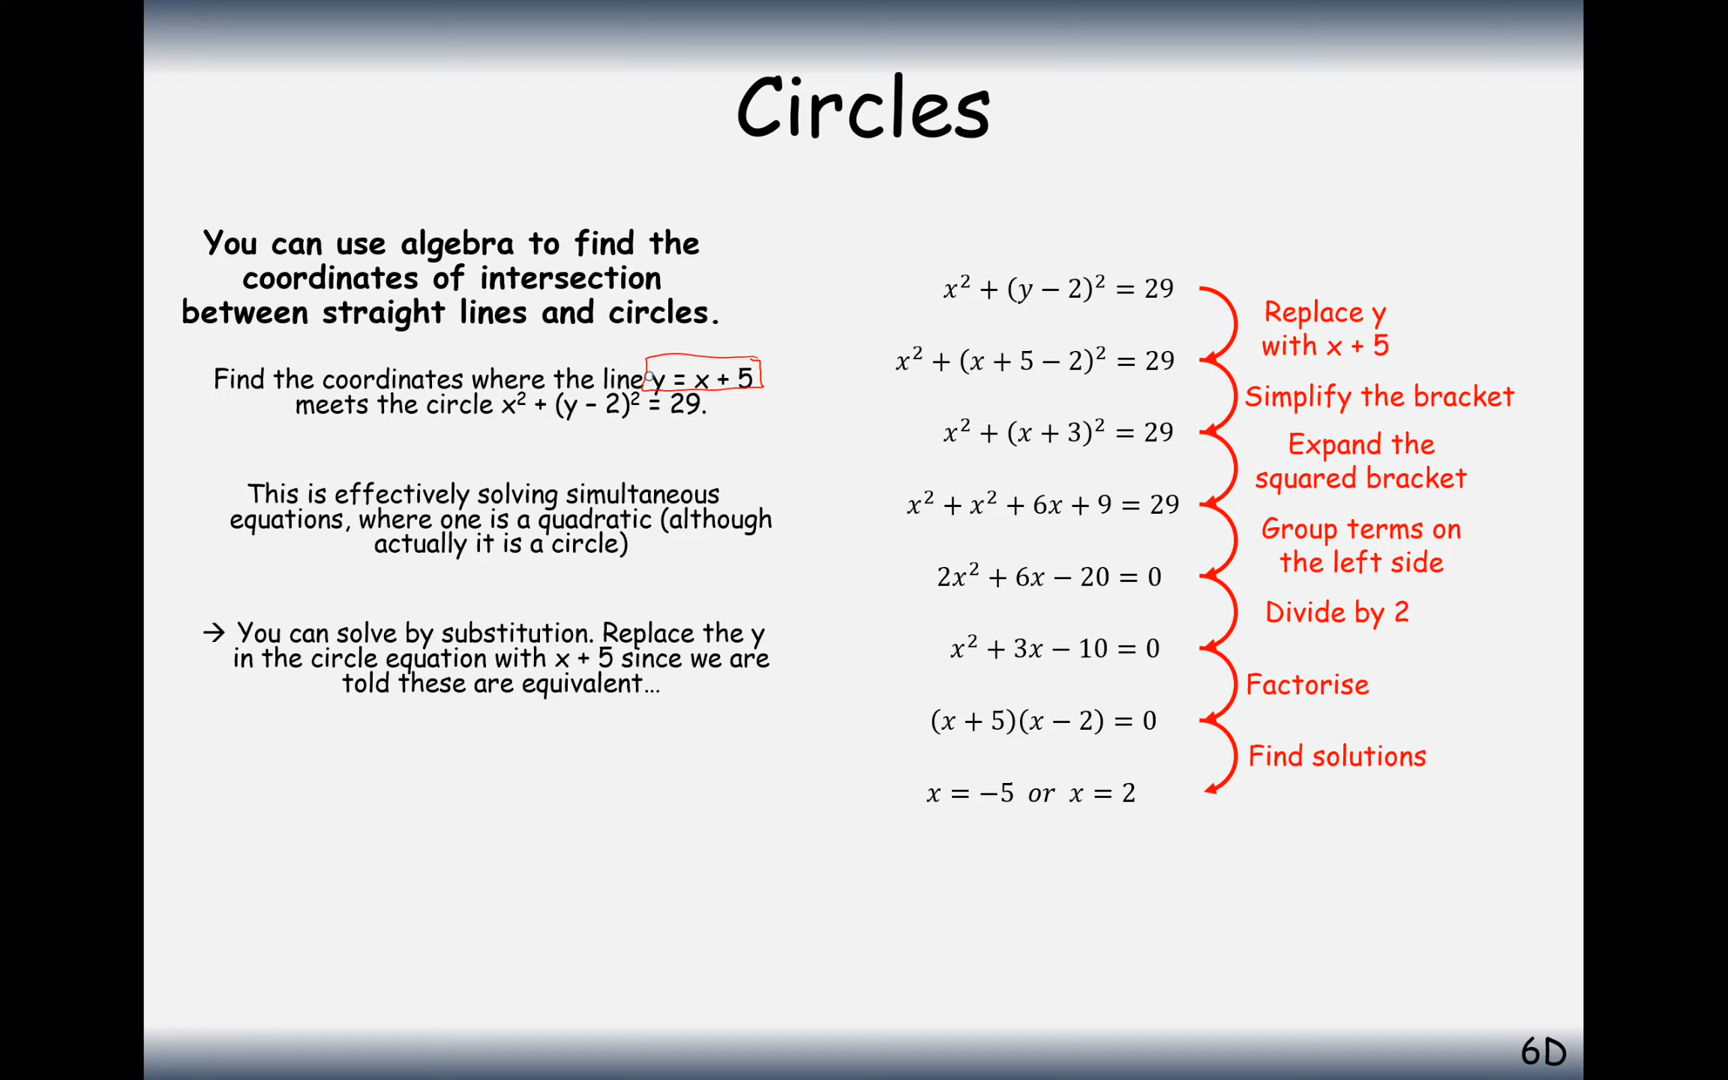 Circles
You can use algebra to find the
coordinates of intersection
between straight lines and circles.
Find the coordinates where the line y = x + 5
meets the circle x² + (y – 2)² = 29.
This is effectively solving simultaneous
equations, where one is a quadratic (although
actually it is a circle)
→ You can solve by substitution. Replace the y
in the circle equation with x + 5 since we are
told these are equivalent…
x² + (y − 2)² = 29
Replace y
with x + 5
x² + (x + 5 − 2)² = 29
Simplify the bracket
x² + (x + 3)² = 29
Expand the
squared bracket
x² + x² + 6x + 9 = 29
Group terms on
the left side
2x² + 6x − 20 = 0
Divide by 2
x² + 3x − 10 = 0
Factorise
(x + 5)(x − 2) = 0
Find solutions
x = −5 or x = 2
6D